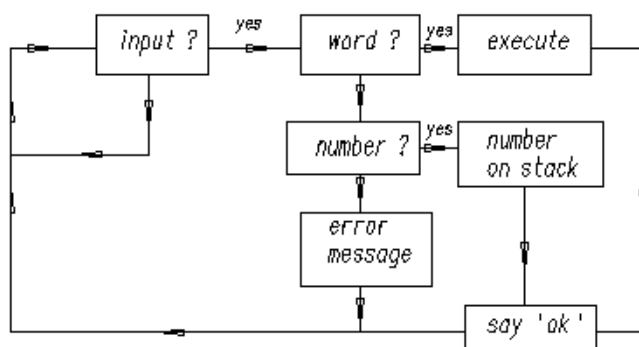 yes
input ?
word ?
yes
execute
yes
number ?
number
on stack
error
message
say 'ok'